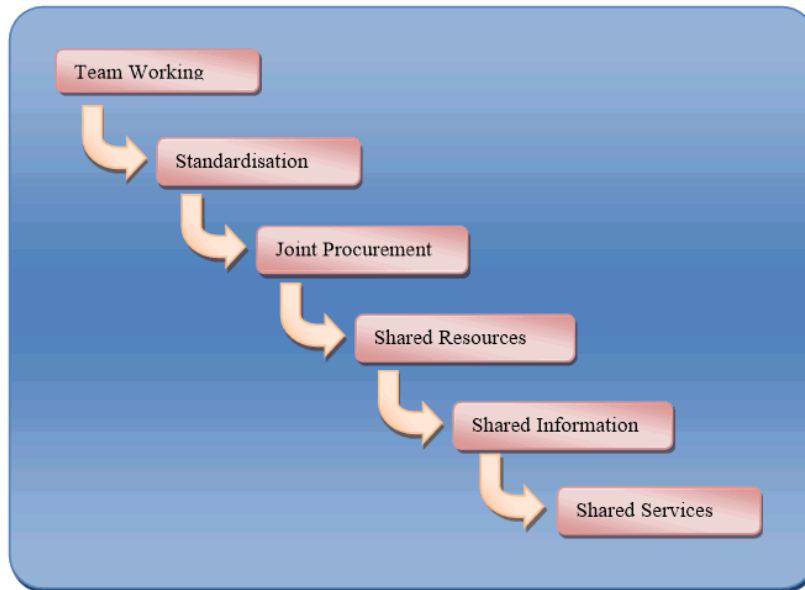 Team Working
Standardisation
Joint Procurement
Shared Resources
Shared Information
Shared Services